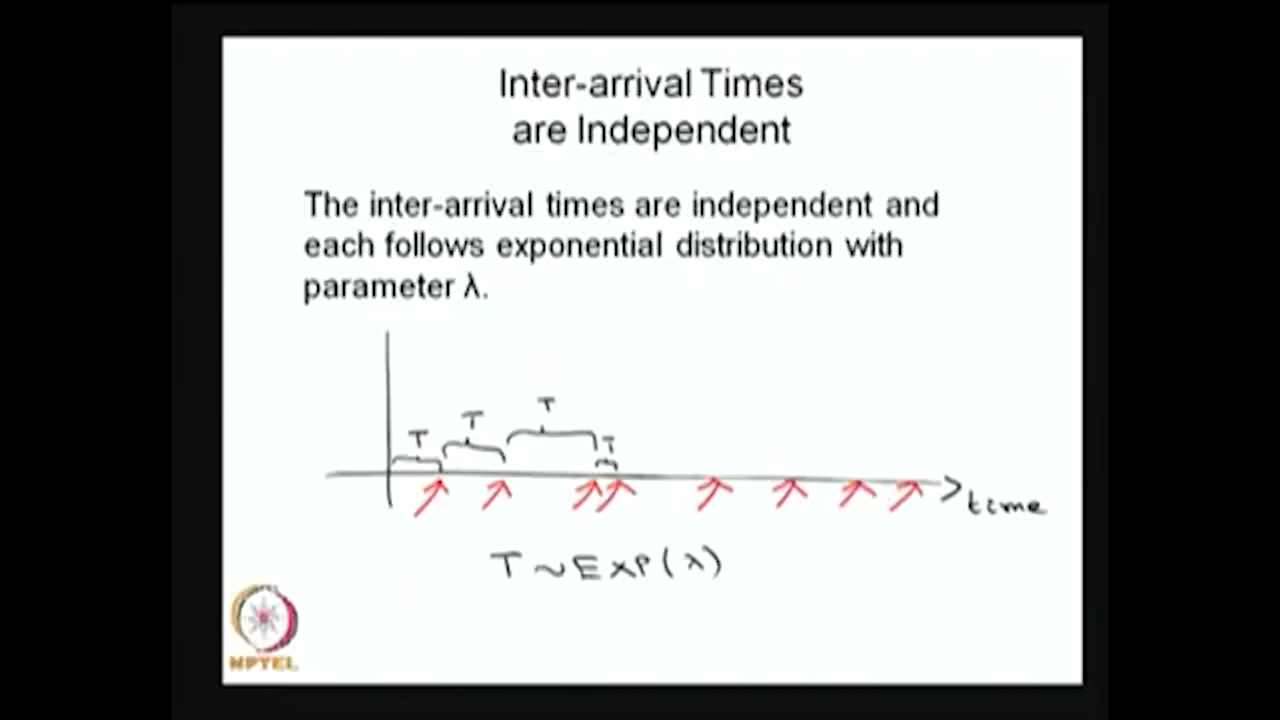 Inter-arrival Times
are Independent
The inter-arrival times are independent and
each follows exponential distribution with
parameter λ.
T
T
T
T
time
T ~ EXP(λ)
NPTEL